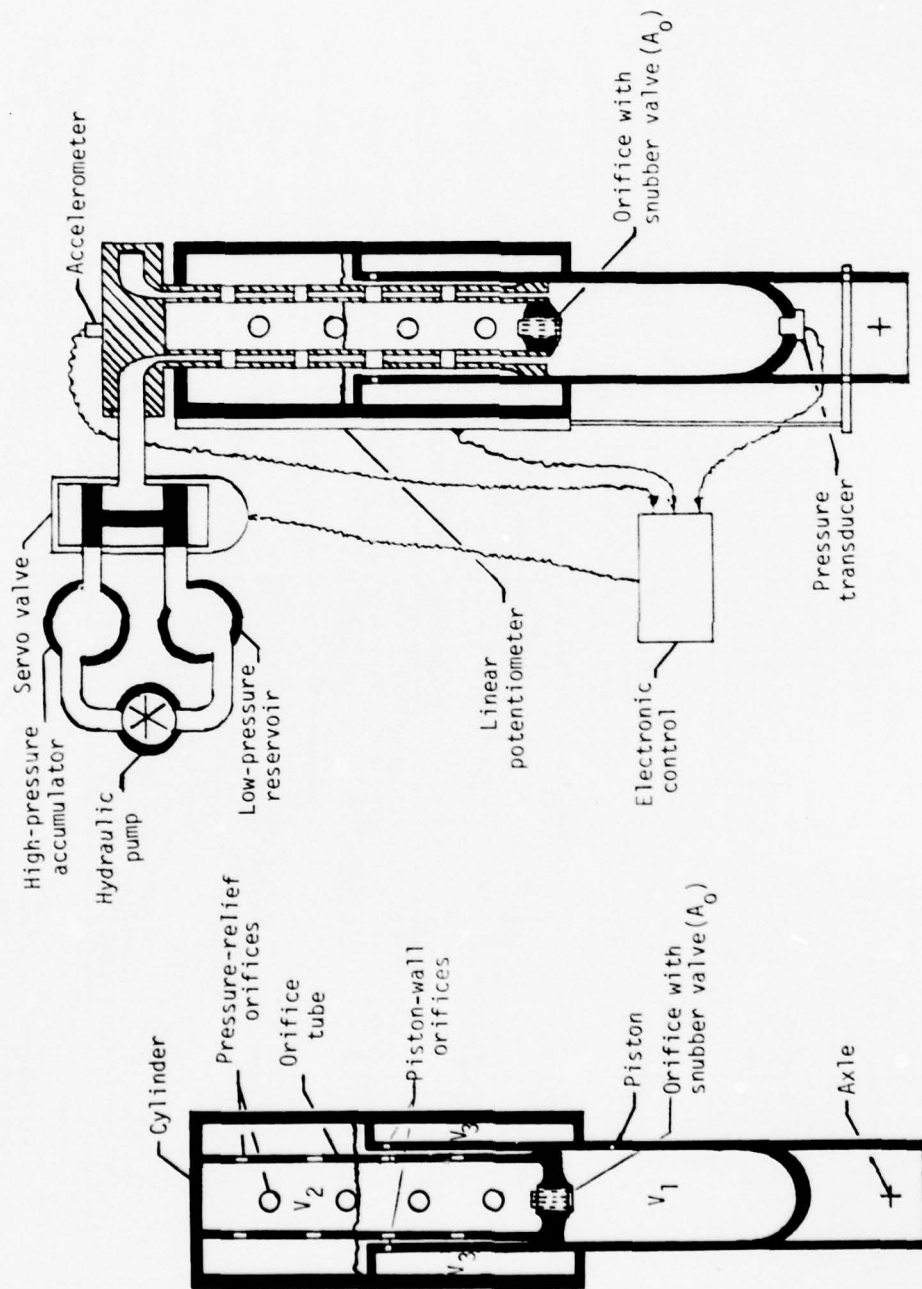 Cylinder
Pressure-relief
orifices
Orifice
tube
Piston-wall
orifices
V2
V3
V3
V1
Piston
Orifice with
snubber valve (Ao)
Axle
High-pressure
accumulator
Servo valve
Hydraulic
pump
Low-pressure
reservoir
Accelerometer
Linear
potentiometer
Electronic
control
Orifice with
snubber valve (Ao)
Pressure
transducer